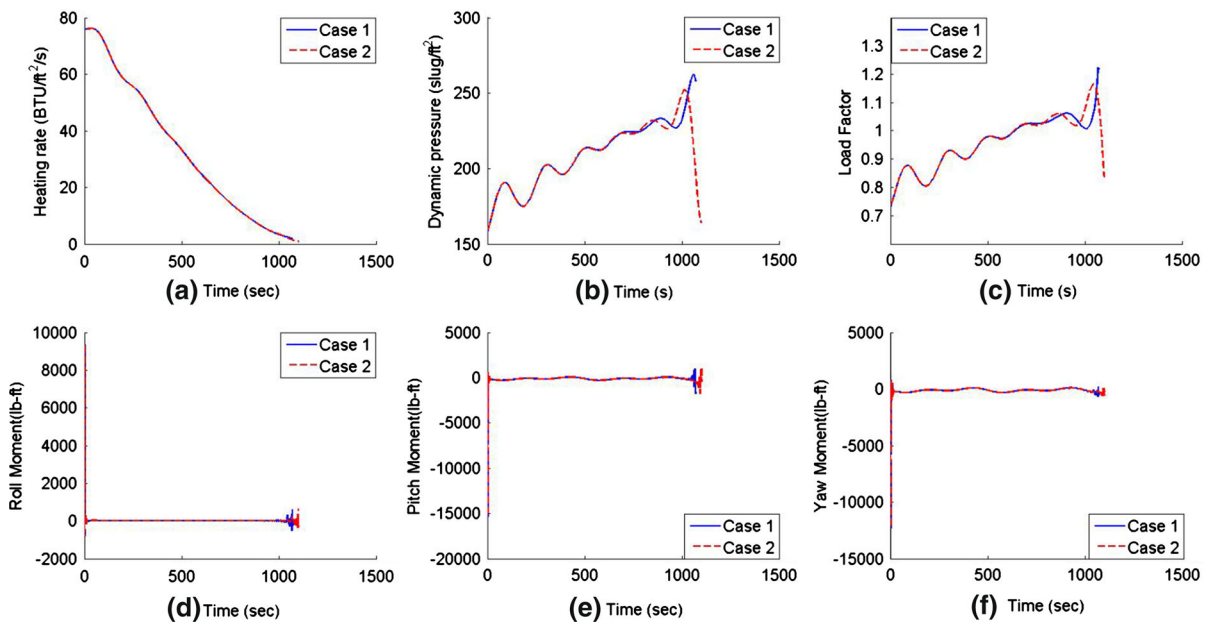 80
60
40
20
0
Heating rate (BTU/ft²/s)
Case 1
Case 2
0 500 1000 1500
(a) Time (sec)
300
250
200
150
Dynamic pressure (slug/ft²)
Case 1
Case 2
0 500 1000 1500
(b) Time (s)
1.3
1.2
1.1
1
0.9
0.8
0.7
Load Factor
Case 1
Case 2
0 500 1000 1500
(c) Time (s)
10000
8000
6000
4000
2000
0
-2000
Roll Moment(lb-ft)
Case 1
Case 2
0 500 1000 1500
(d) Time (sec)
5000
0
-5000
-10000
-15000
-20000
Pitch Moment(lb-ft)
Case 1
Case 2
0 500 1000 1500
(e) Time (sec)
5000
0
-5000
-10000
-15000
Yaw Moment(lb-ft)
Case 1
Case 2
0 500 1000 1500
(f) Time (sec)